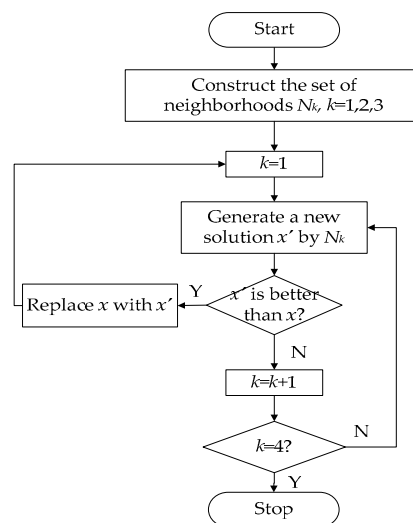 Start
Construct the set of
neighborhoods Nk, k=1,2,3
k=1
Generate a new
solution x′ by Nk
x′ is better
than x?
Y
Replace x with x′
N
k=k+1
k=4?
N
Y
Stop